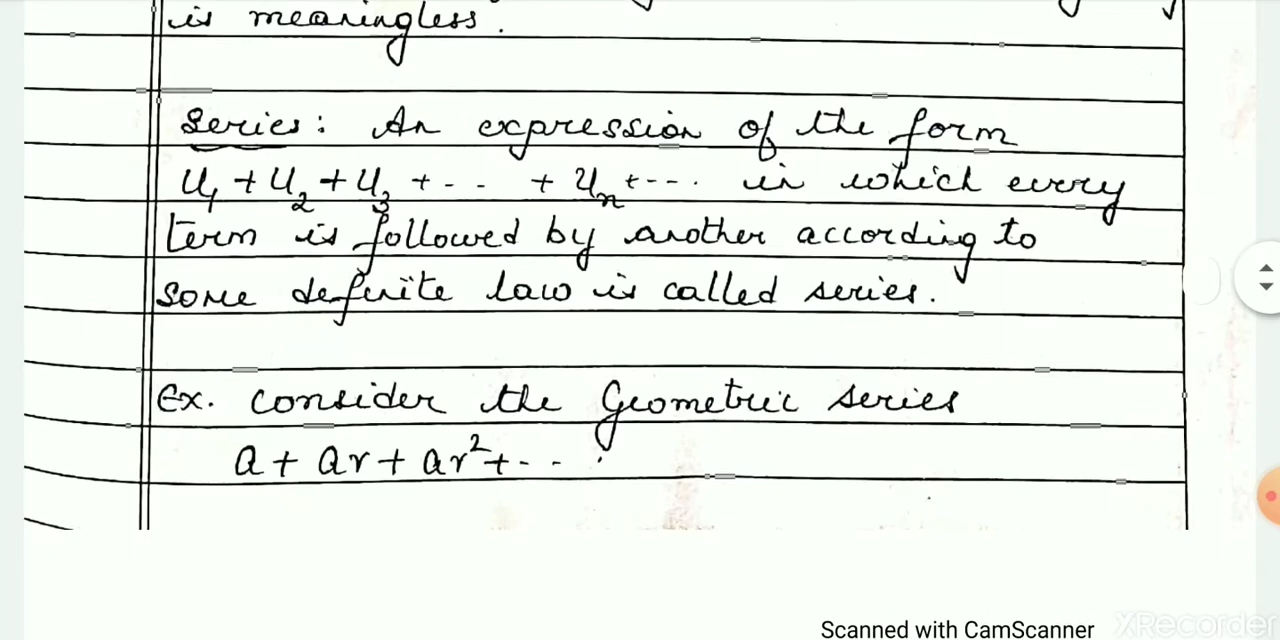 is meaningless.
Series: An expression of the form
U₁ + U₂ + U₃ + - - + Uₙ + --- in which every
term is followed by another according to
some definite law is called series.
Ex. consider the Geometric series
a + ar + ar² + - - .
Scanned with CamScanner
XRecorder